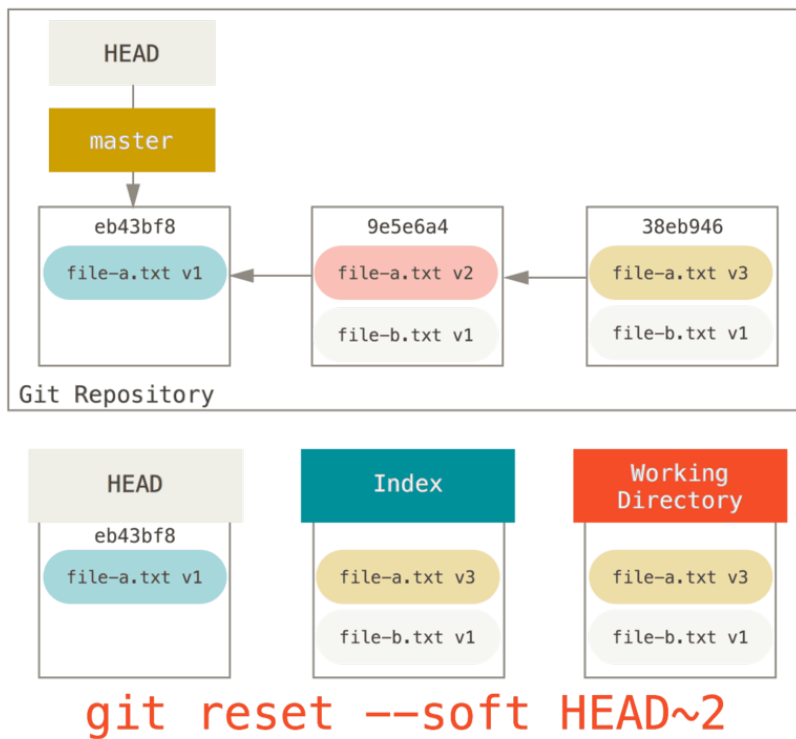 HEAD
master
eb43bf8
9e5e6a4
38eb946
file-a.txt v1
file-a.txt v2
file-a.txt v3
file-b.txt v1
file-b.txt v1
Git Repository
HEAD
Index
Working
Directory
eb43bf8
file-a.txt v1
file-a.txt v3
file-a.txt v3
file-b.txt v1
file-b.txt v1
git reset --soft HEAD~2